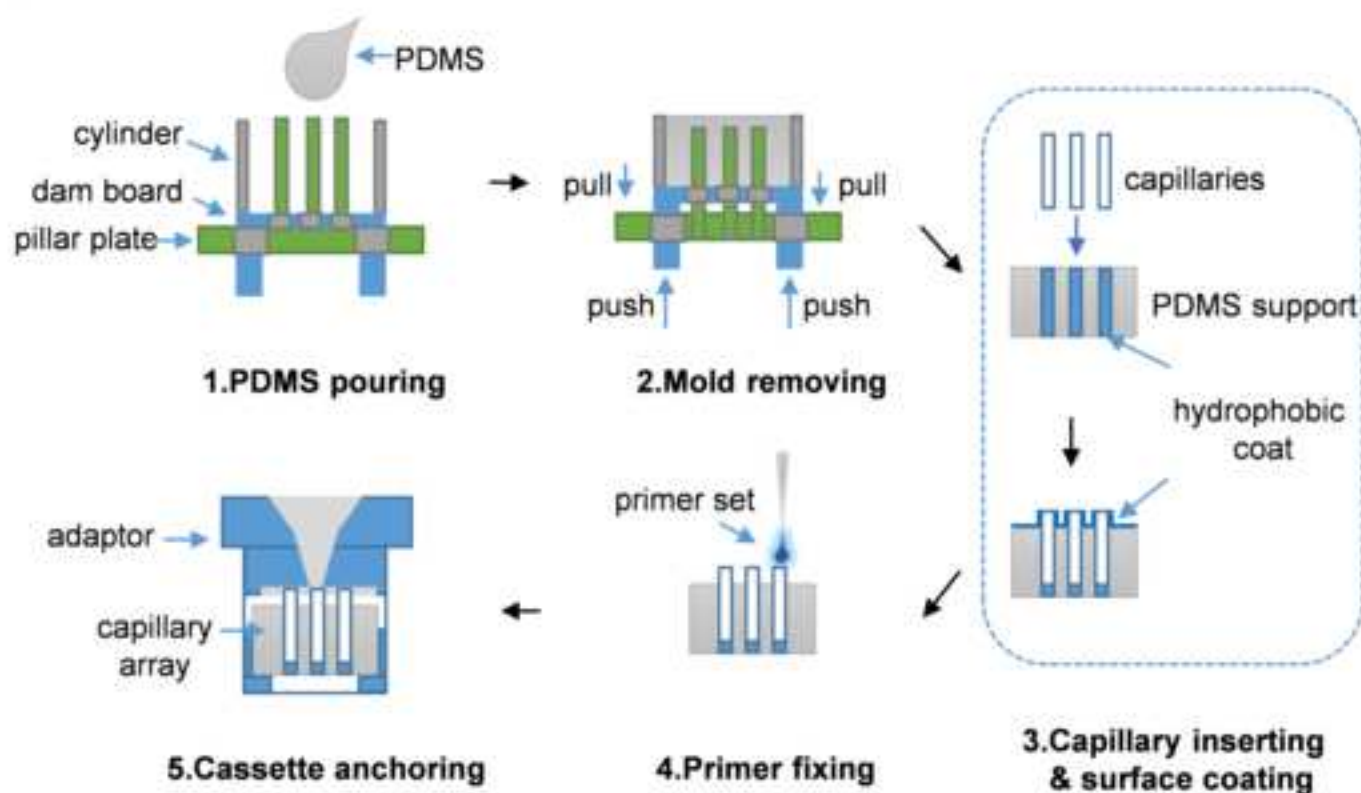 PDMS
cylinder
dam board
pillar plate
1.PDMS pouring
pull
pull
push
push
2.Mold removing
capillaries
PDMS support
hydrophobic
coat
3.Capillary inserting
& surface coating
primer set
4.Primer fixing
adaptor
capillary
array
5.Cassette anchoring